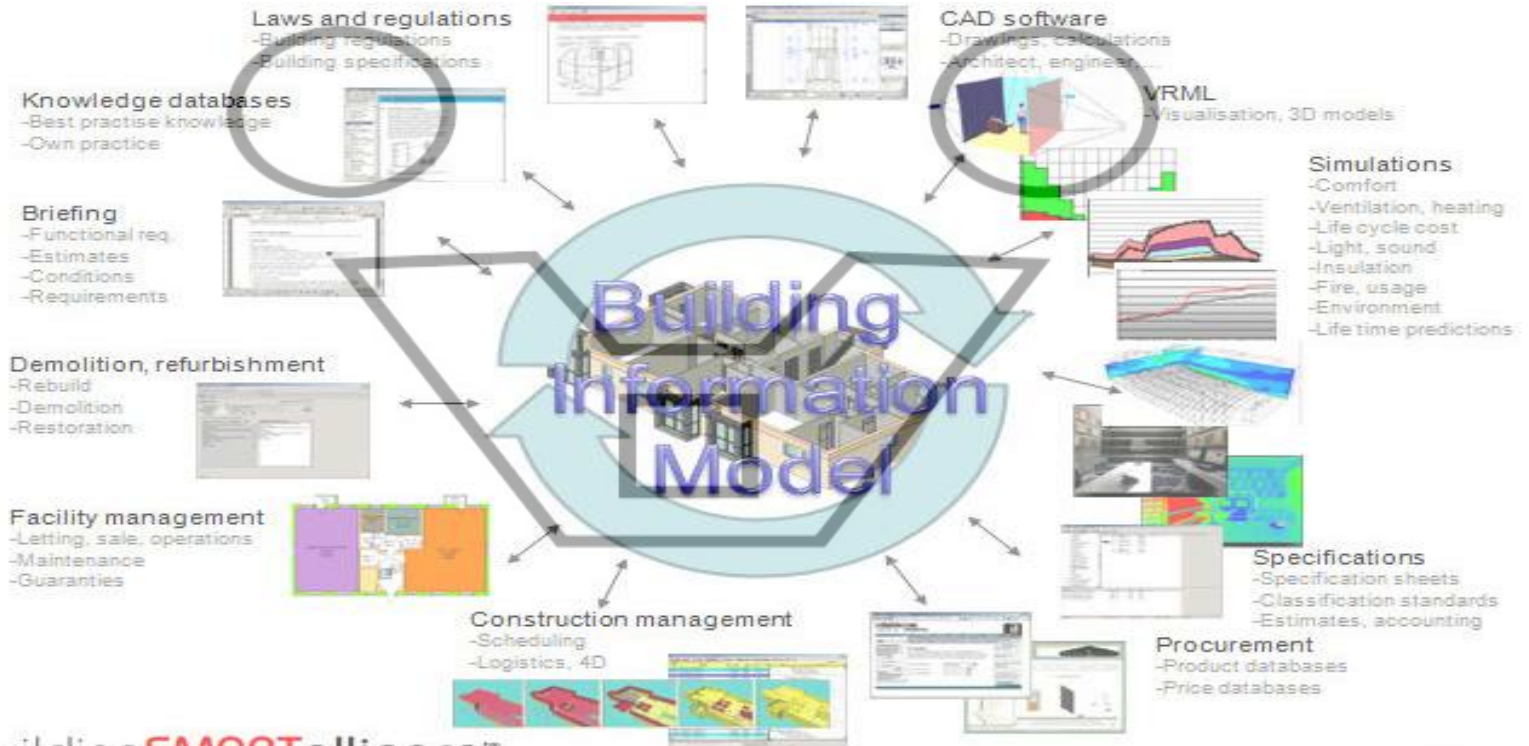 Laws and regulations
-Building regulations
-Building specifications
CAD software
-Drawings, calculations
-Architect, engineer,...
Knowledge databases
-Best practise knowledge
-Own practice
VRML
-Visualisation, 3D models
Simulations
-Comfort
-Ventilation, heating
-Life cycle cost
-Light, sound
-Insulation
-Fire, usage
-Environment
-Life time predictions
Briefing
-Functional req.
-Estimates
-Conditions
-Requirements
Building
Information
Model
Demolition, refurbishment
-Rebuild
-Demolition
-Restoration
Facility management
-Letting, sale, operations
-Maintenance
-Guaranties
Specifications
-Specification sheets
-Classification standards
-Estimates, accounting
Construction management
-Scheduling
-Logistics, 4D
Procurement
-Product databases
-Price databases